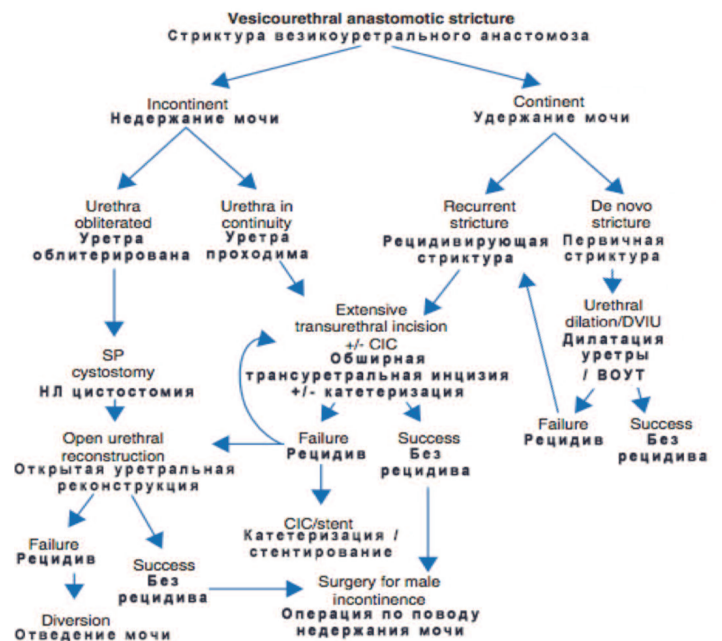 Vesicourethral anastomotic stricture
Стриктура везикоуретрального анастомоза
Incontinent
Недержание мочи
Continent
Удержание мочи
Urethra
obliterated
Уретра
облитерирована
Urethra in
continuity
Уретра
проходима
Recurrent
stricture
Рецидивирующая
стриктура
De novo
stricture
Первичная
стриктура
Extensive
transurethral incision
+/- CIC
Обширная
трансуретральная инцизия
+/- катетеризация
Urethral
dilation/DVIU
Дилатация
уретры
/ ВОУТ
SP
cystostomy
НЛ цистостомия
Failure
Рецидив
Success
Без
рецидива
Open urethral
reconstruction
Открытая уретральная
реконструкция
Failure
Рецидив
Success
Без
рецидива
CIC/stent
Катетеризация /
стентирование
Failure
Рецидив
Success
Без
рецидива
Surgery for male
incontinence
Операция по поводу
недержания мочи
Diversion
Отведение мочи